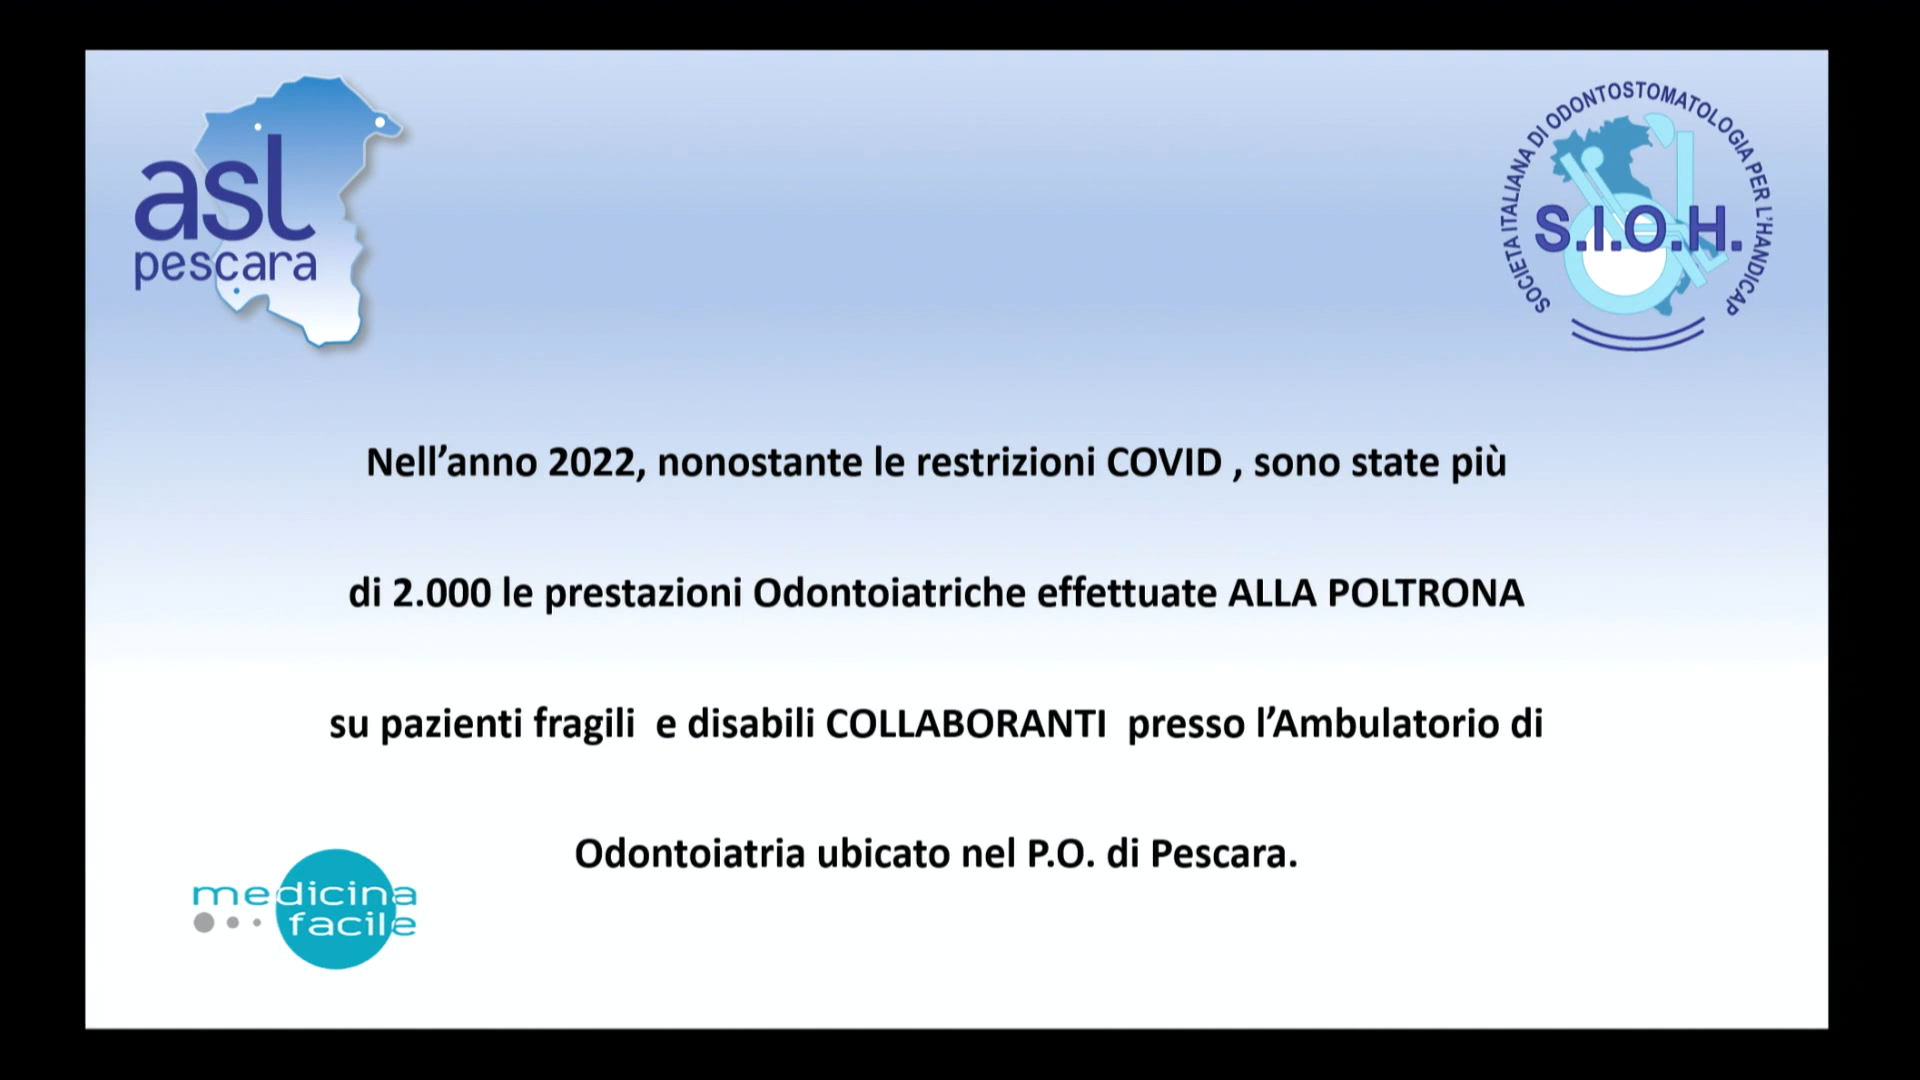 asl
pescara
SOCIETA ITALIANA DI ODONTOSTOMATOLOGIA PER L'HANDICAP
S.I.O.H.
Nell'anno 2022, nonostante le restrizioni COVID , sono state più
di 2.000 le prestazioni Odontoiatriche effettuate ALLA POLTRONA
su pazienti fragili e disabili COLLABORANTI presso l'Ambulatorio di
Odontoiatria ubicato nel P.O. di Pescara.
medicina
facile